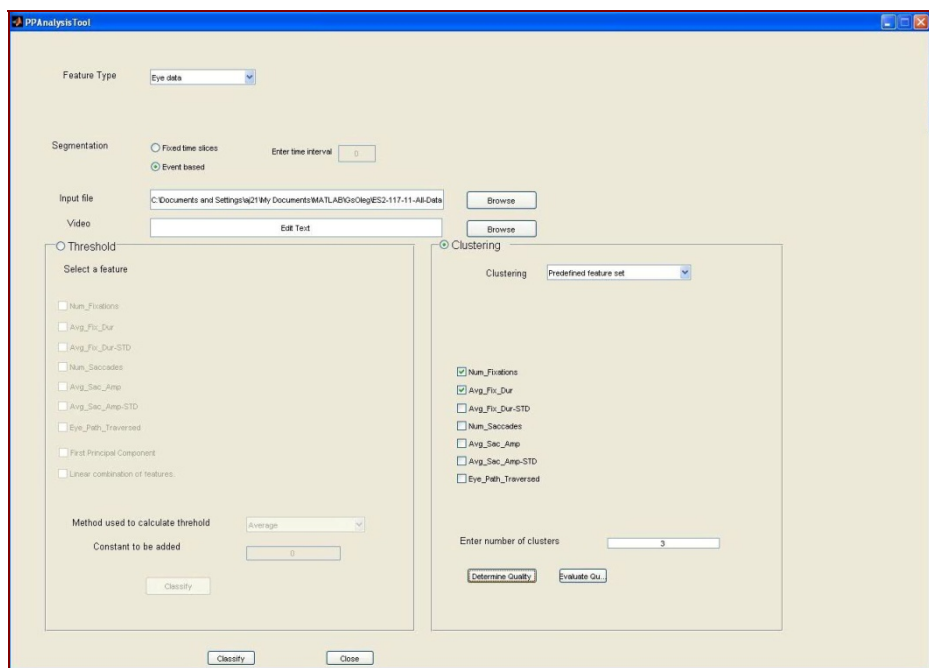 PPAnalysisTool
Feature Type
Eye data
Segmentation
Fixed time slices
Enter time interval
0
Event based
Input file
C:\Documents and Settings\aj21\My Documents\MATLAB\GsOleg\ES2-117-11-All-Data
Browse
Video
Edit Text
Browse
Threshold
Select a feature
Num_Fixations
Avg_Fix_Dur
Avg_Fix_Dur-STD
Num_Saccades
Avg_Sac_Amp
Avg_Sac_Amp-STD
Eye_Path_Traversed
First Principal Component
Linear combination of features.
Method used to calculate threhold
Average
Constant to be added
0
Classify
Clustering
Clustering
Predefined feature set
Num_Fixations
Avg_Fix_Dur
Avg_Fix_Dur-STD
Num_Saccades
Avg_Sac_Amp
Avg_Sac_Amp-STD
Eye_Path_Traversed
Enter number of clusters
3
Determine Quality
Evaluate Qu...
Classify
Close